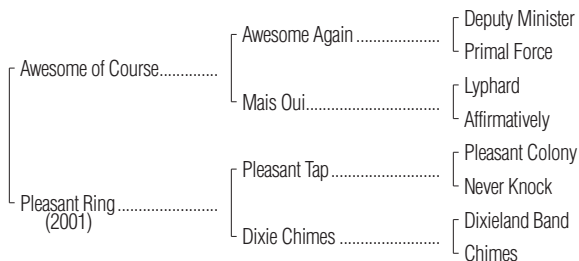 Deputy Minister
Awesome Again ....................
Primal Force
Awesome of Course..............
Lyphard
Mais Oui................................
Affirmatively
Pleasant Colony
Pleasant Tap..........................
Never Knock
Pleasant Ring ........................
(2001)
Dixieland Band
Dixie Chimes ........................
Chimes